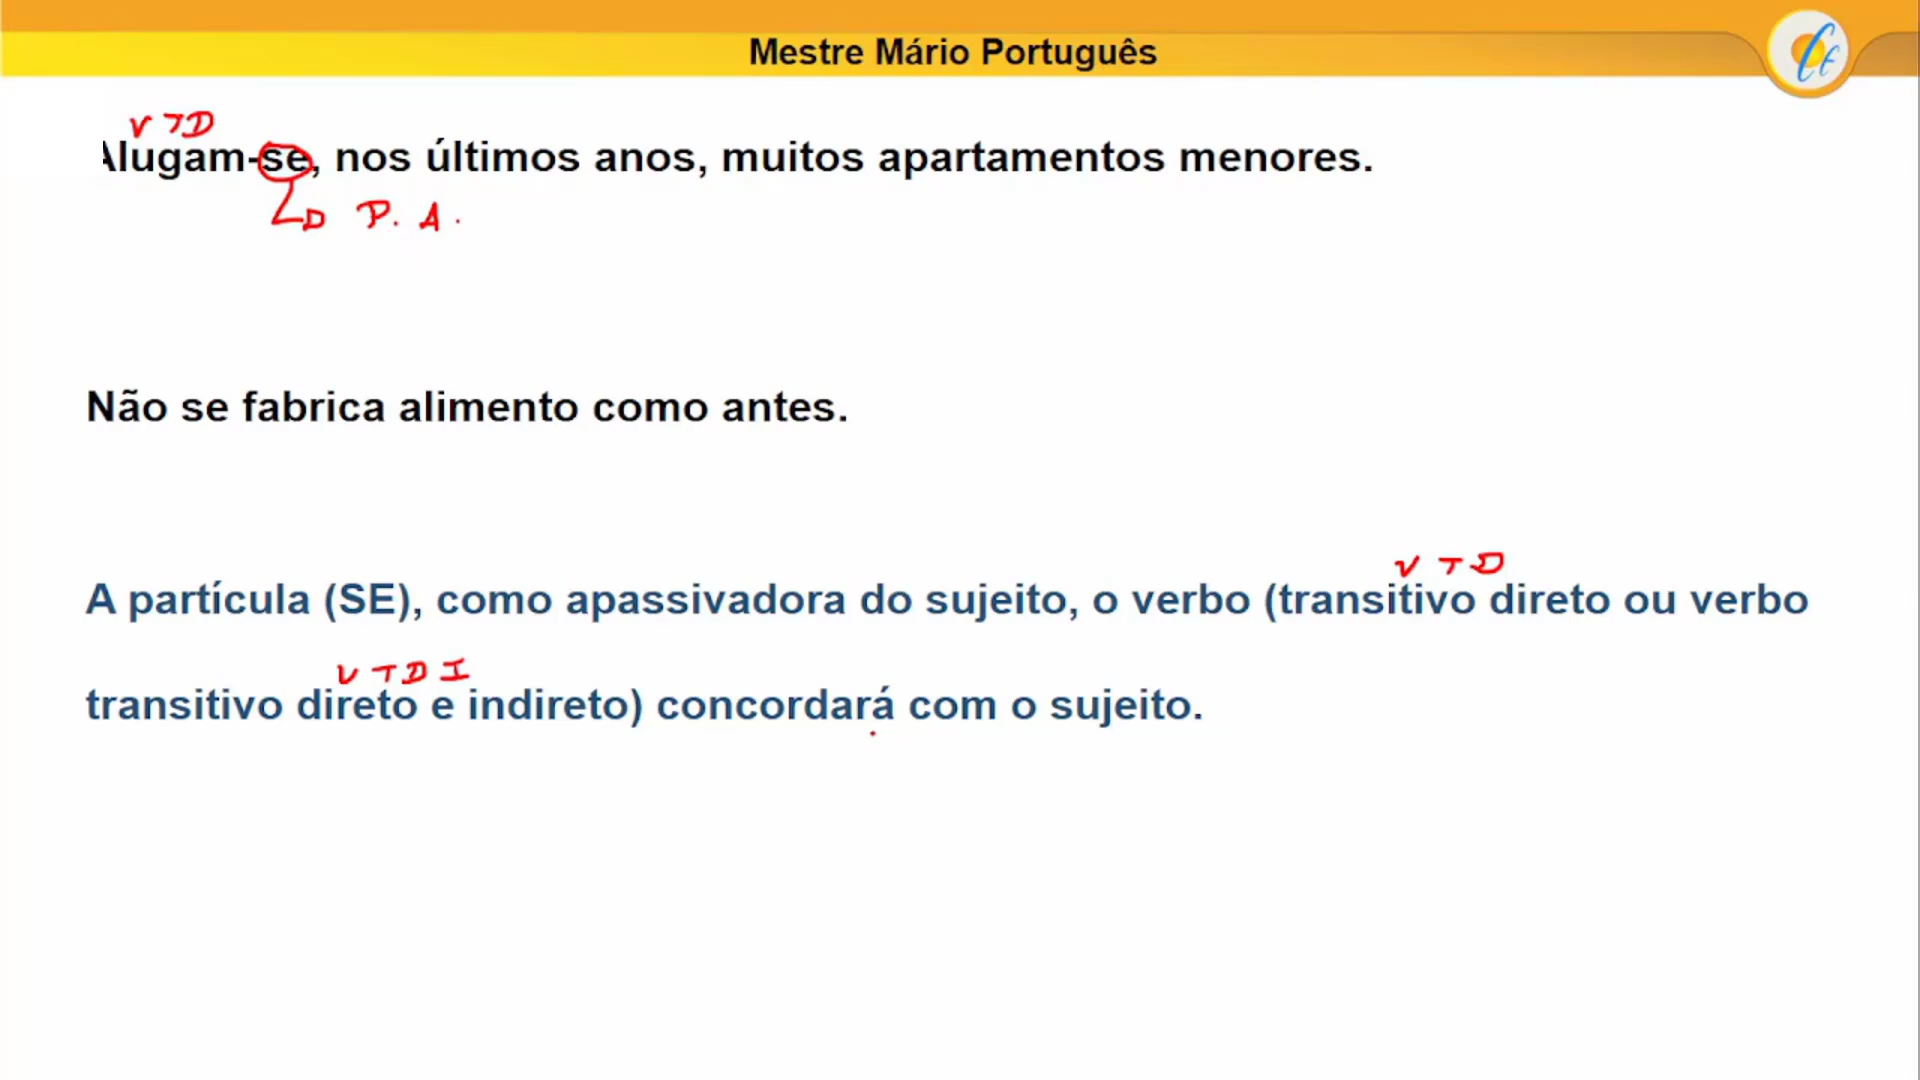 Mestre Mário Português
V T D
Alugam-se, nos últimos anos, muitos apartamentos menores.
P. A.
Não se fabrica alimento como antes.
V T D
A partícula (SE), como apassivadora do sujeito, o verbo (transitivo direto ou verbo
V T D I
transitivo direto e indireto) concordará com o sujeito.